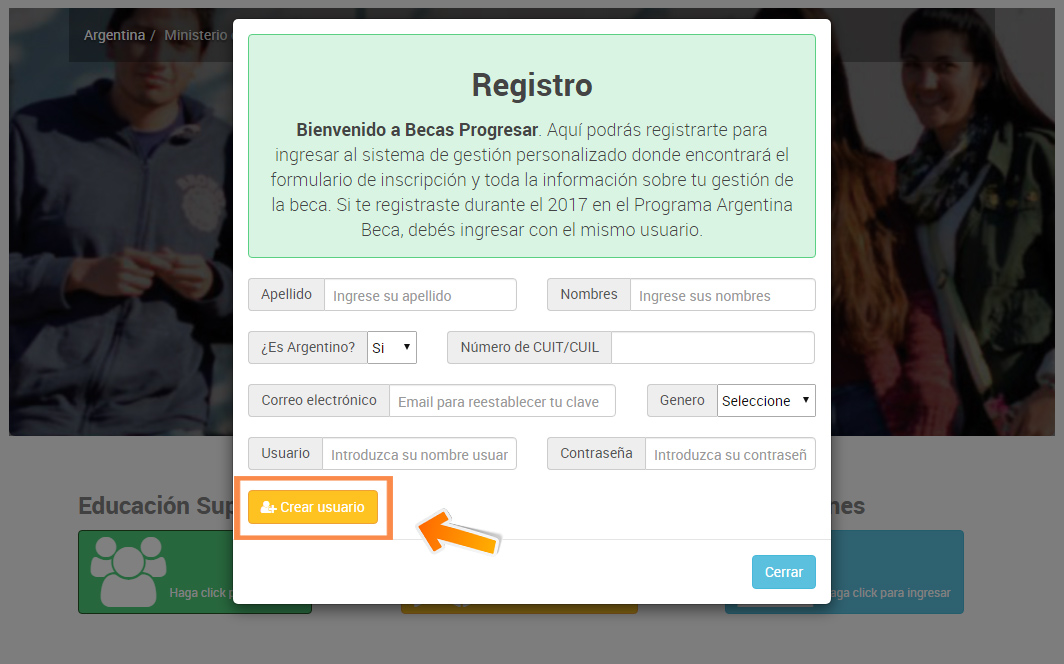 Argentina / Ministerio
Registro
Bienvenido a Becas Progresar. Aquí podrás registrarte para
ingresar al sistema de gestión personalizado donde encontrará el
formulario de inscripción y toda la información sobre tu gestión de
la beca. Si te registraste durante el 2017 en el Programa Argentina
Beca, debés ingresar con el mismo usuario.
Apellido Ingrese su apellido Nombres Ingrese sus nombres
¿Es Argentino? Si Número de CUIT/CUIL
Correo electrónico Email para reestablecer tu clave Genero Seleccione
Usuario Introduzca su nombre usuar Contraseña Introduzca su contraseñ
Educación Sup nes
Crear usuario
Cerrar
Haga click p aga click para ingresar